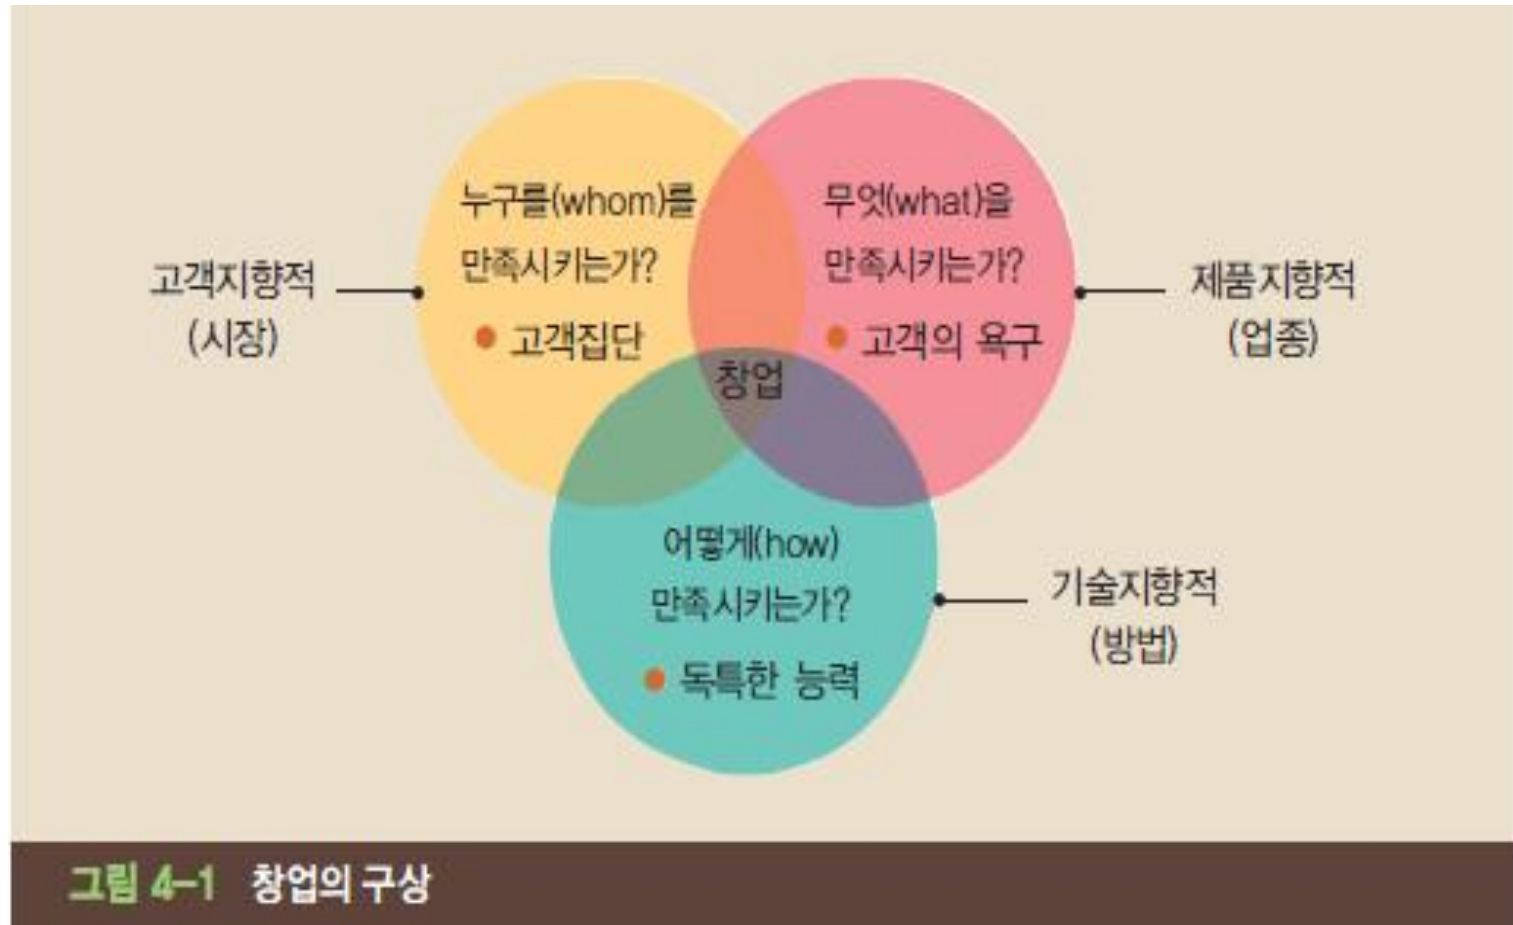 누구를(whom)를
만족시키는가?
● 고객집단
무엇(what)을
만족시키는가?
● 고객의 욕구
고객지향적
(시장)
제품지향적
(업종)
창업
어떻게(how)
만족시키는가?
● 독특한 능력
기술지향적
(방법)
그림 4-1 창업의 구상